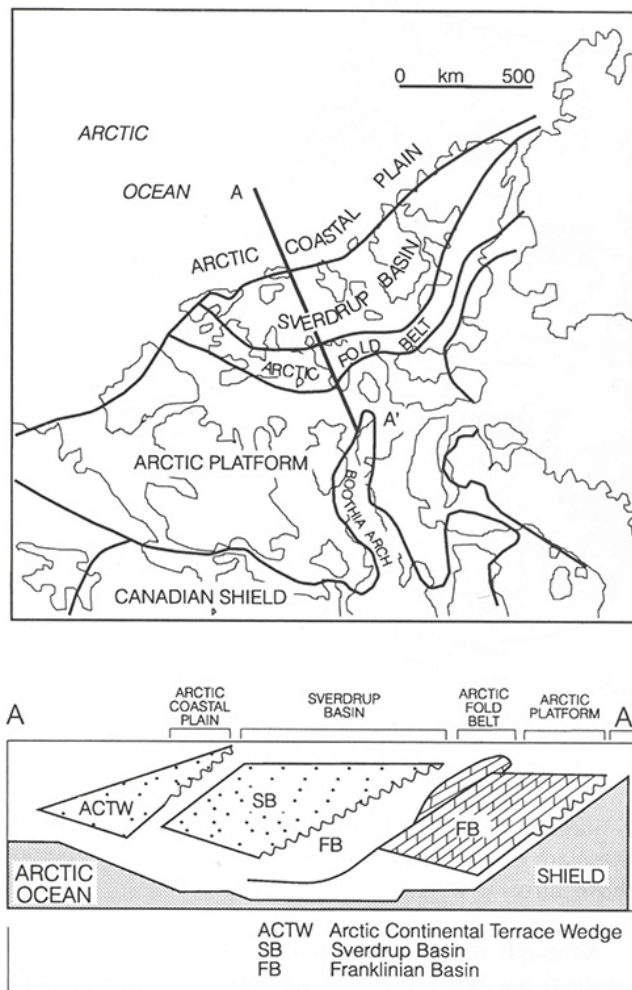 0 km 500
ARCTIC
OCEAN
A
ARCTIC COASTAL PLAIN
SVERDRUP BASIN
ARCTIC FOLD BELT
A'
ARCTIC PLATFORM
BOOTHIA ARCH
CANADIAN SHIELD
A
ARCTIC
COASTAL
PLAIN
SVERDRUP
BASIN
ARCTIC
FOLD
BELT
ARCTIC
PLATFORM
A
ACTW
SB
FB
FB
ARCTIC
OCEAN
SHIELD
ACTW Arctic Continental Terrace Wedge
SB Sverdrup Basin
FB Franklinian Basin